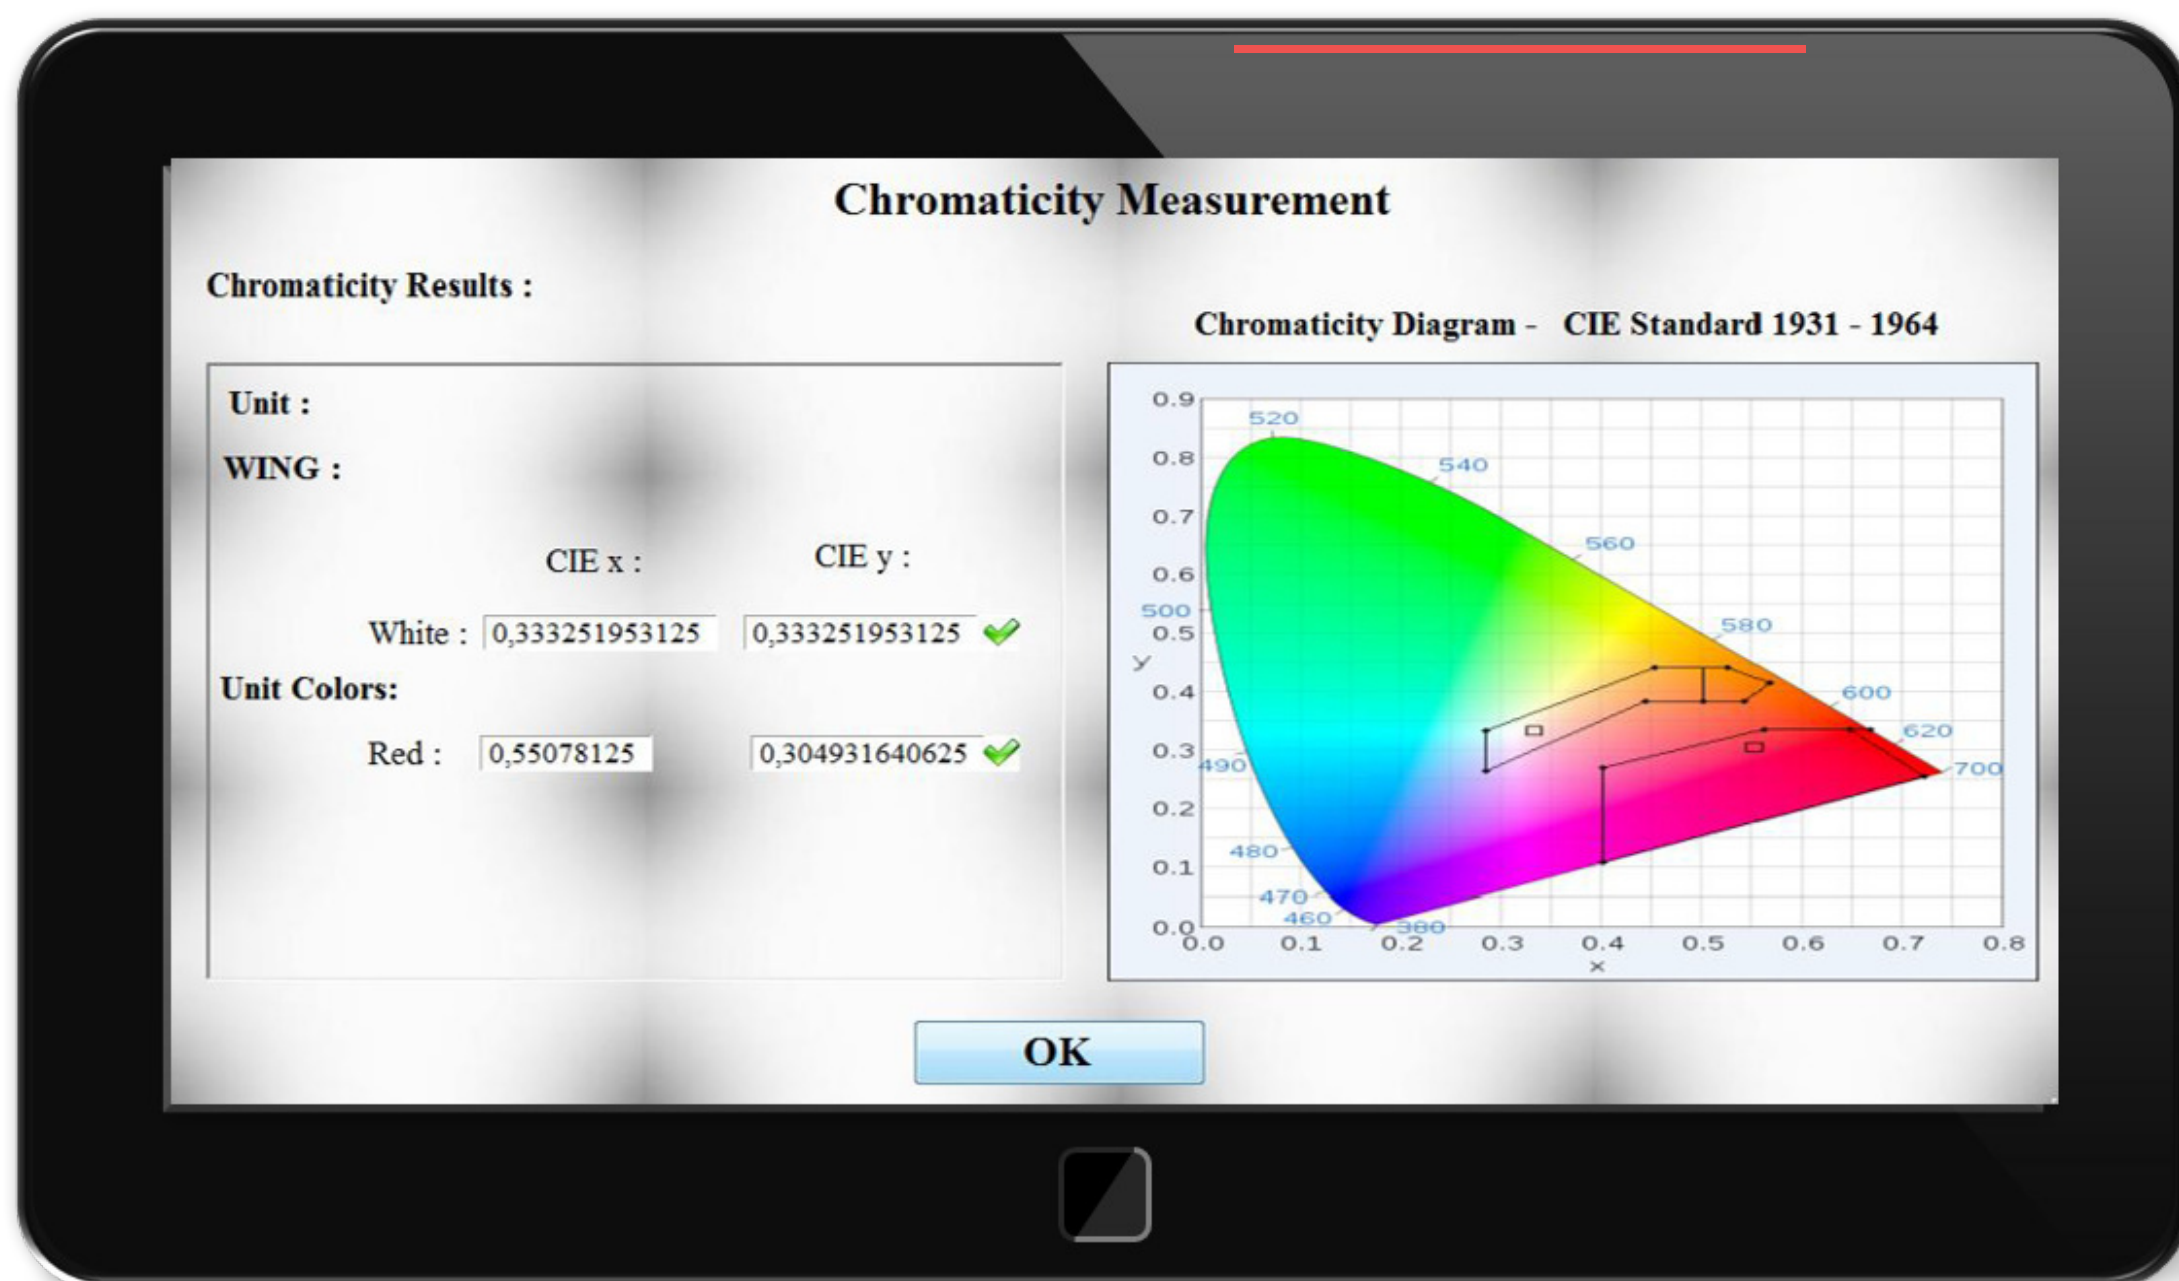 Chromaticity Measurement
Chromaticity Results :
Unit :
WING :
CIE x :
CIE y :
White : 0,333251953125 0,333251953125
Unit Colors:
Red : 0,55078125 0,304931640625
Chromaticity Diagram - CIE Standard 1931 - 1964
0.9
0.8
0.7
0.6
0.5
0.4
0.3
0.2
0.1
0.0
y
520
540
560
580
600
620
700
500
490
480
470
460
380
0.0 0.1 0.2 0.3 0.4 0.5 0.6 0.7 0.8
x
OK